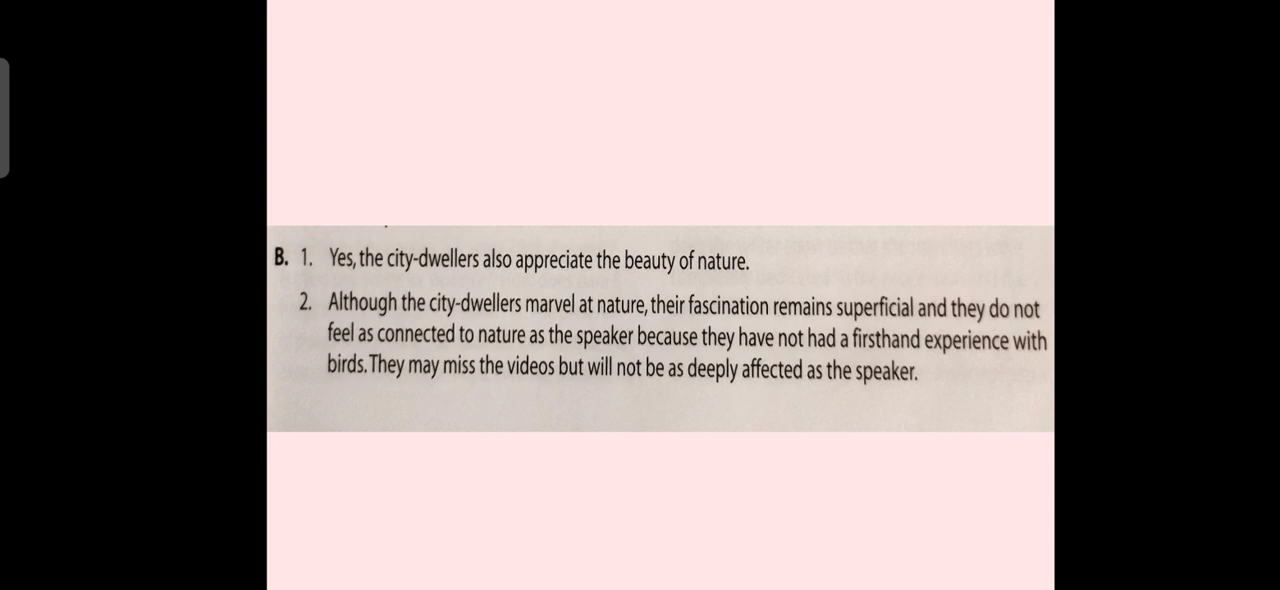 B. 1. Yes, the city-dwellers also appreciate the beauty of nature.
2. Although the city-dwellers marvel at nature, their fascination remains superficial and they do not
feel as connected to nature as the speaker because they have not had a firsthand experience with
birds. They may miss the videos but will not be as deeply affected as the speaker.